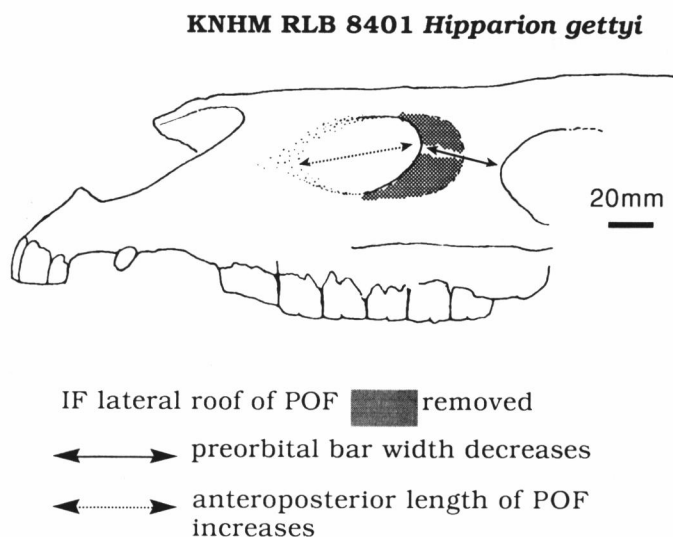 KNHM RLB 8401 Hipparion gettyi
20mm
IF lateral roof of POF removed
preorbital bar width decreases
anteroposterior length of POF
increases